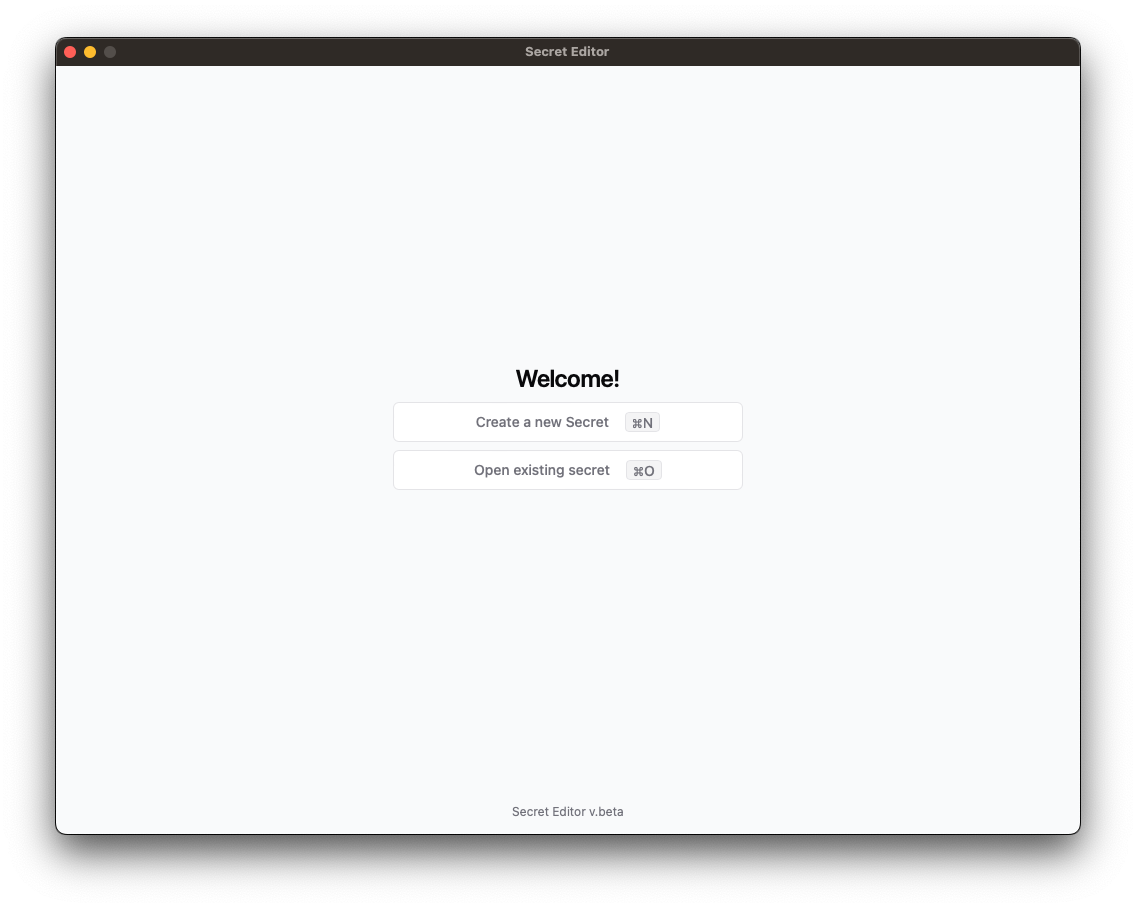 Secret Editor
Welcome!
Create a new Secret ⌘N
Open existing secret ⌘O
Secret Editor v.beta